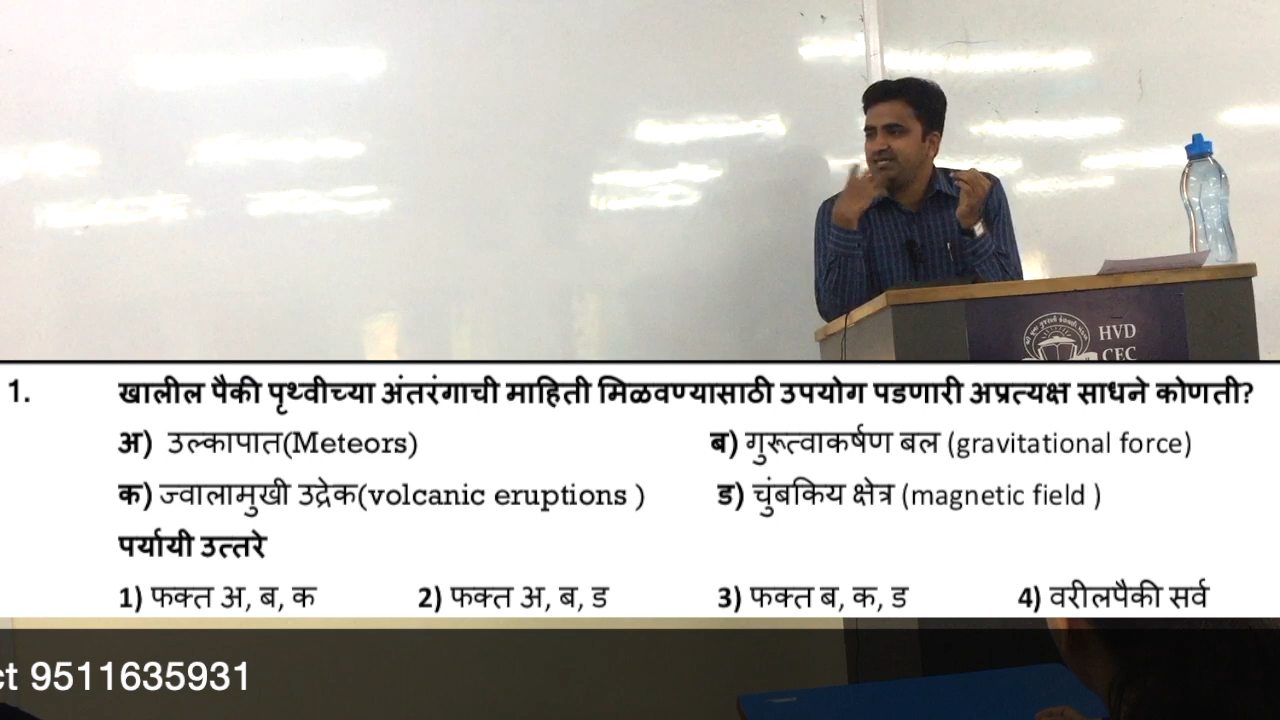 HVD
CEC
1. खालील पैकी पृथ्वीच्या अंतरंगाची माहिती मिळवण्यासाठी उपयोग पडणारी अप्रत्यक्ष साधने कोणती?
अ) उल्कापात(Meteors) ब) गुरूत्वाकर्षण बल (gravitational force)
क) ज्वालामुखी उद्रेक(volcanic eruptions ) ड) चुंबकिय क्षेत्र (magnetic field )
पर्यायी उत्तरे
1) फक्त अ, ब, क 2) फक्त अ, ब, ड 3) फक्त ब, क, ड 4) वरीलपैकी सर्व
ct 9511635931